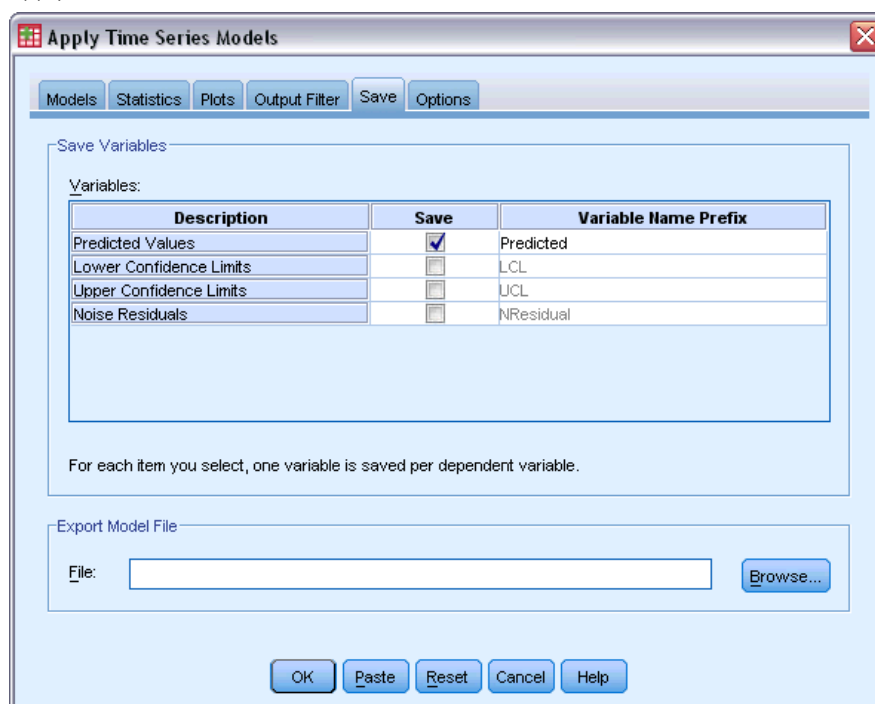 Apply Time Series Models
Models Statistics Plots Output Filter Save Options
Save Variables
Variables:
Description Save Variable Name Prefix
Predicted Values Predicted
Lower Confidence Limits LCL
Upper Confidence Limits UCL
Noise Residuals NResidual
For each item you select, one variable is saved per dependent variable.
Export Model File
File: Browse...
OK Paste Reset Cancel Help